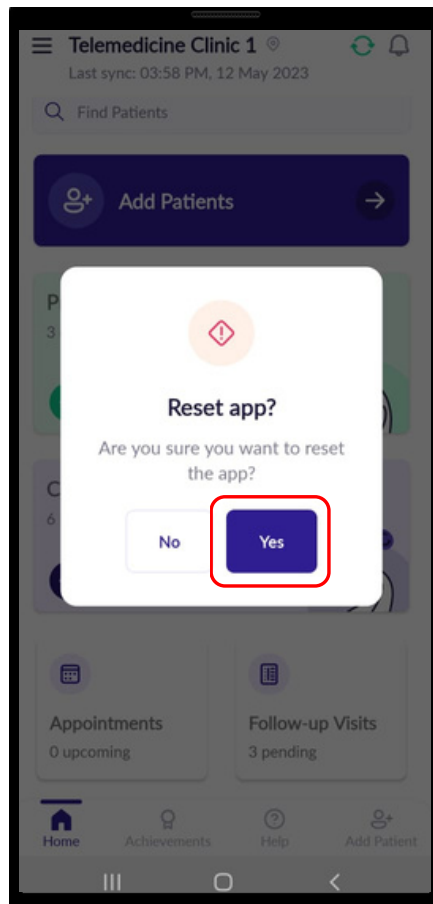 Telemedicine Clinic 1
Last sync: 03:58 PM, 12 May 2023
Find Patients
Add Patients
P
3
Reset app?
Are you sure you want to reset
the app?
C
6
No
Yes
Appointments
Follow-up Visits
0 upcoming
3 pending
Home
Achievements
Help
Add Patient